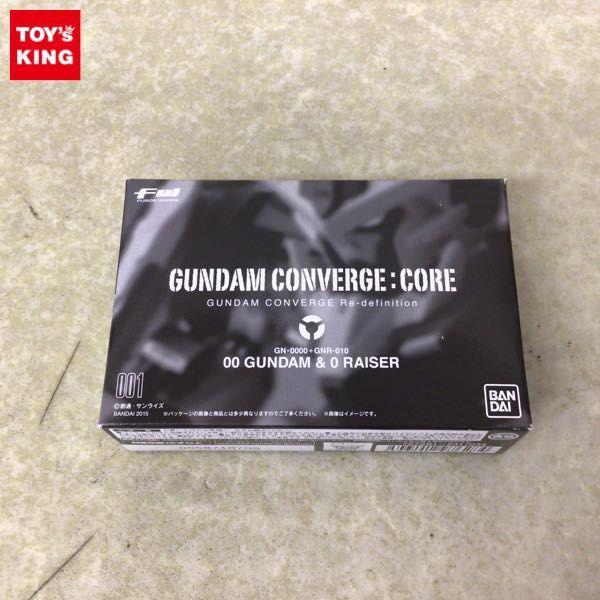 TOY's
KING
FW
FUSION WORKS
GUNDAM CONVERGE:CORE
GUNDAM CONVERGE Re-definition
GN-0000+GNR-010
00 GUNDAM & 0 RAISER
001
©創通・サンライズ
BANDAI 2015
※パッケージの画像と商品とは多少異なりますのでご了承ください。 ※画像はイメージです。
BAN
DAI